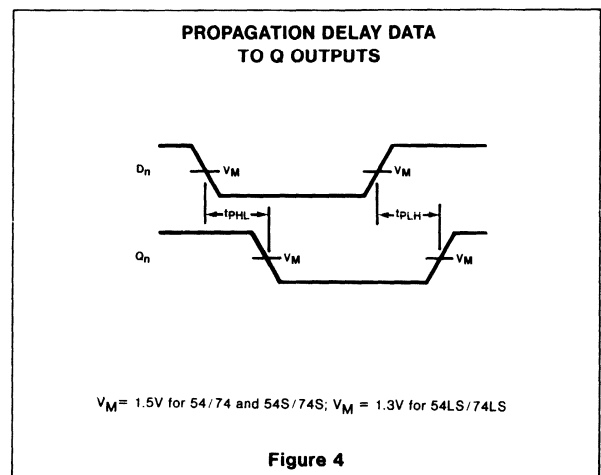 PROPAGATION DELAY DATA
TO Q OUTPUTS
Dn
VM
VM
tPHL
tPLH
Qn
VM
VM
VM= 1.5V for 54/74 and 54S/74S; VM = 1.3V for 54LS/74LS
Figure 4